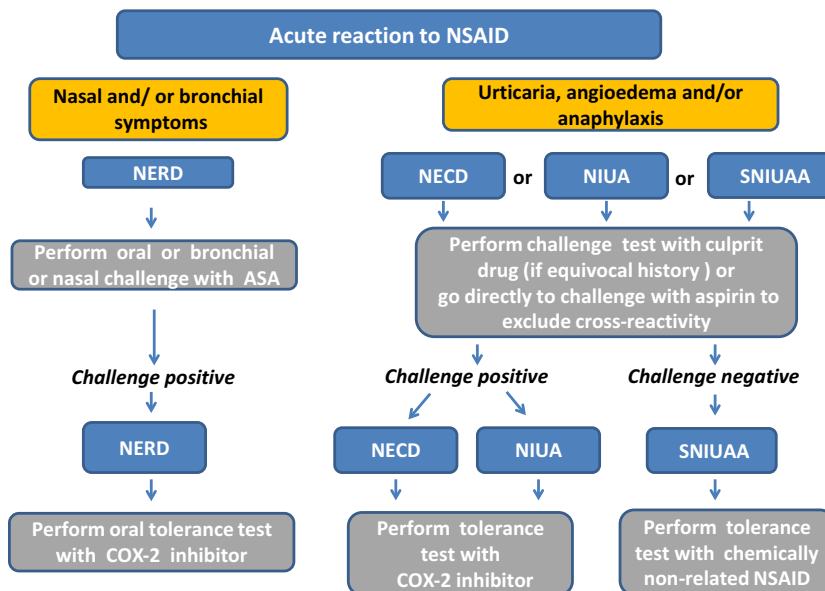 Acute reaction to NSAID
Nasal and/ or bronchial
symptoms
Urticaria, angioedema and/or
anaphylaxis
NERD
NECD or NIUA or SNIUAA
Perform oral or bronchial
or nasal challenge with ASA
Perform challenge test with culprit
drug (if equivocal history ) or
go directly to challenge with aspirin to
exclude cross-reactivity
Challenge positive
Challenge positive
Challenge negative
NERD
NECD
NIUA
SNIUAA
Perform oral tolerance test
with COX-2 inhibitor
Perform tolerance
test with
COX-2 inhibitor
Perform tolerance
test with chemically
non-related NSAID